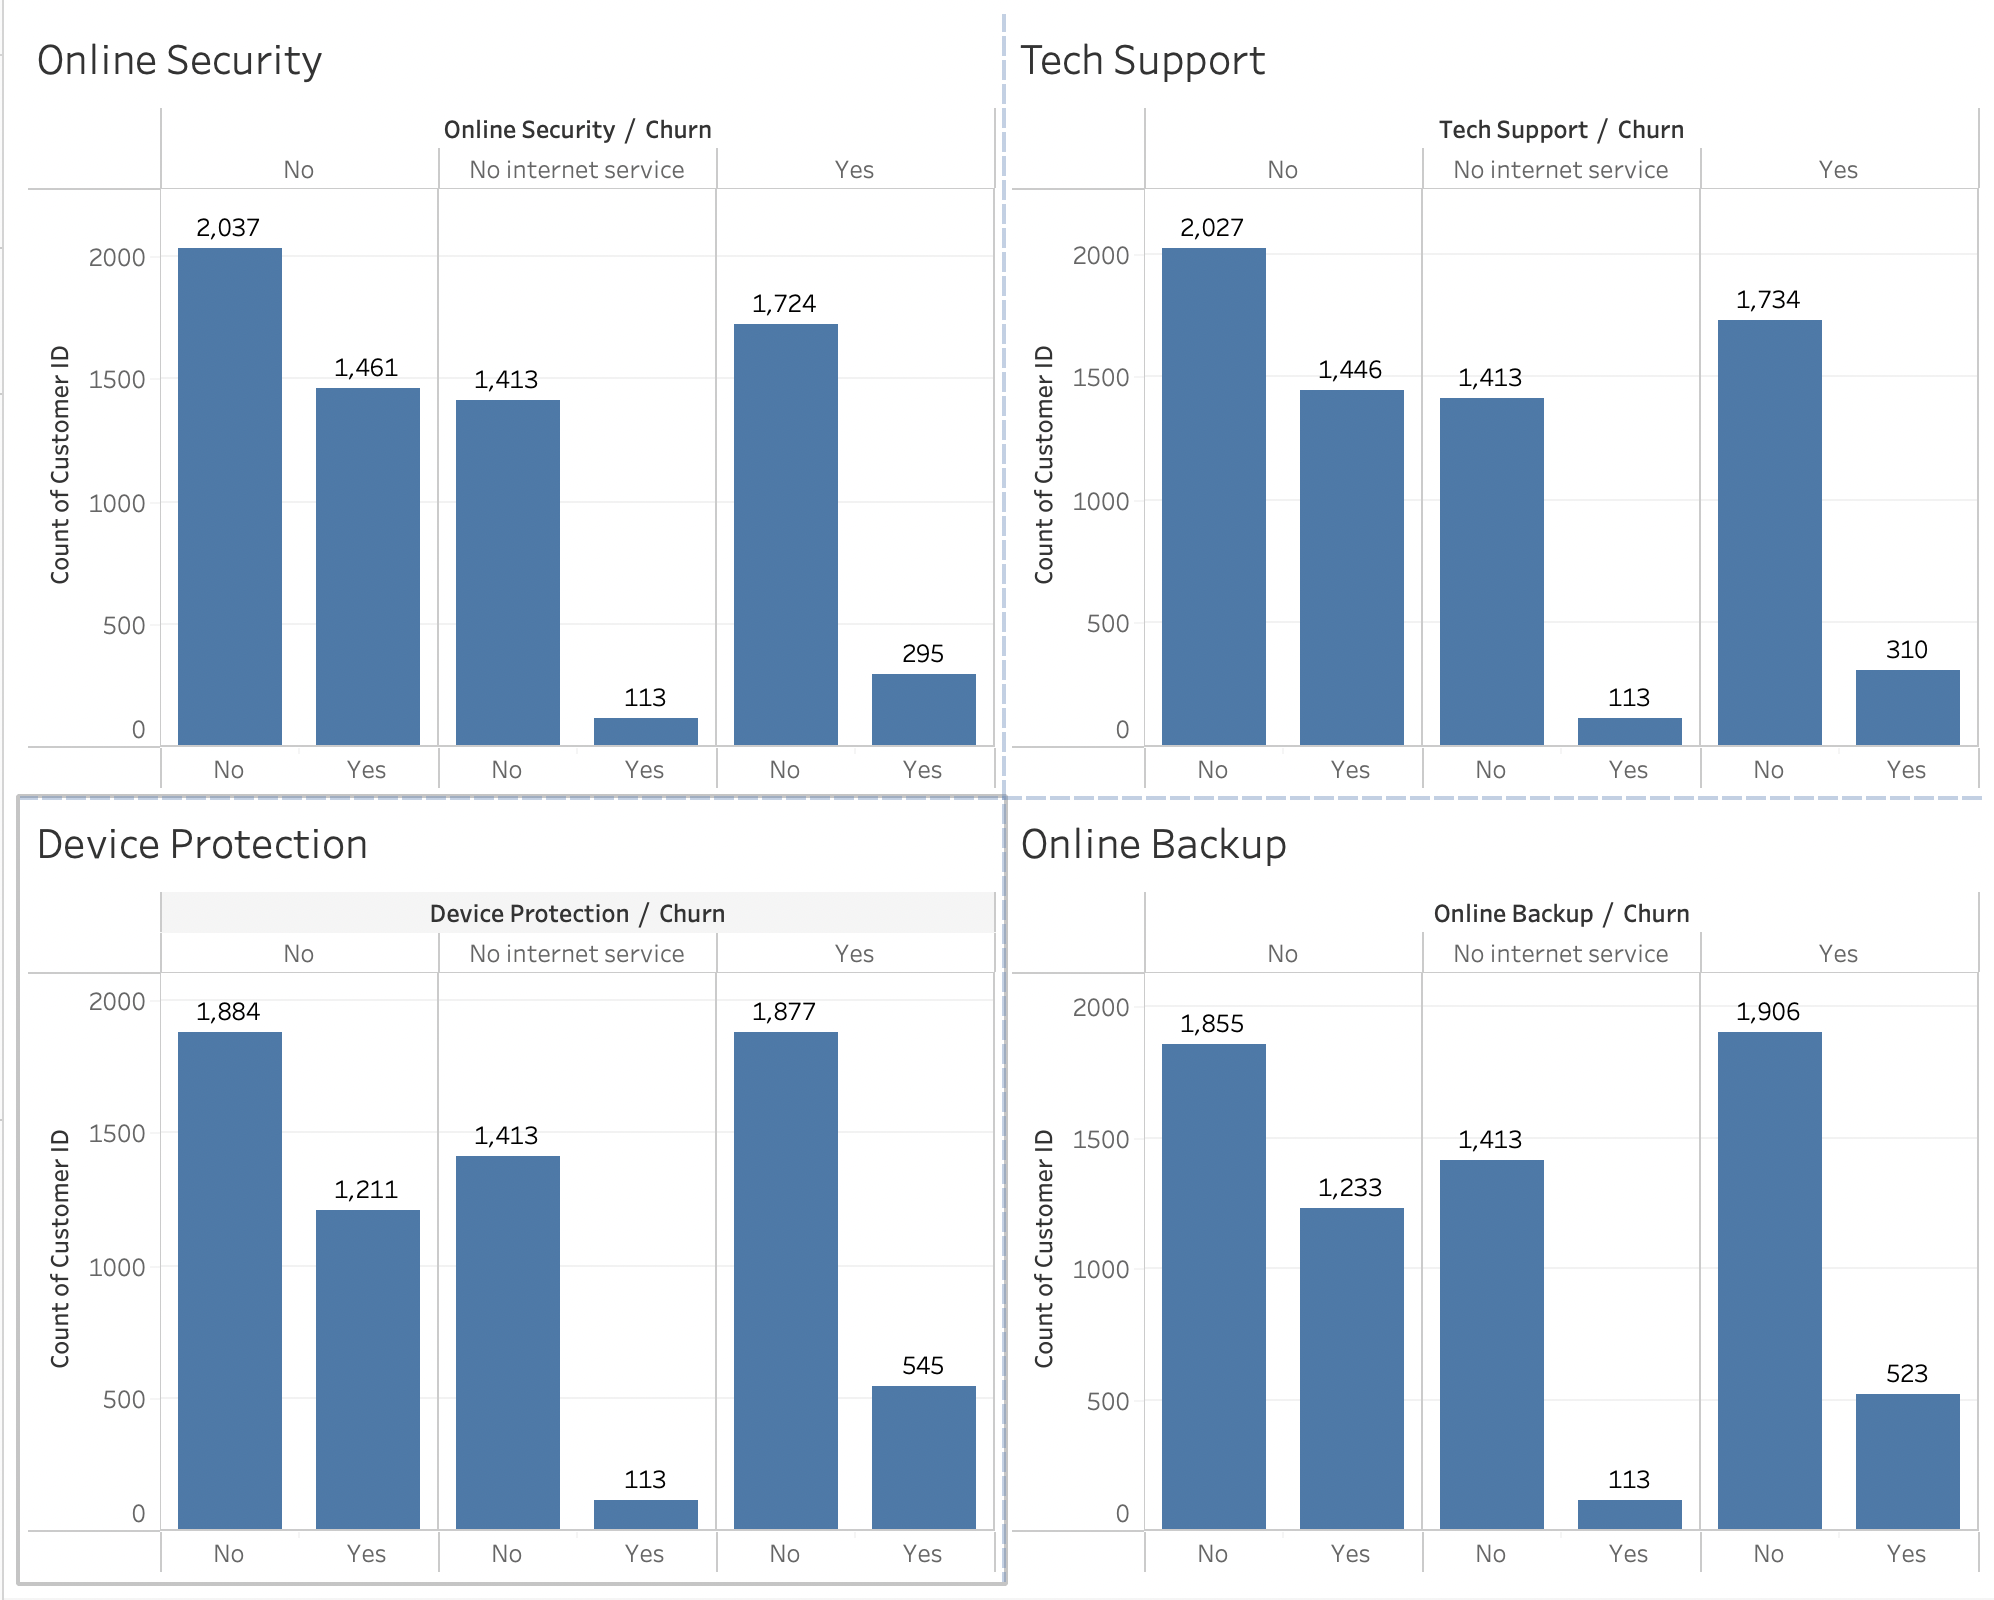 Online Security
Online Security / Churn
No No internet service Yes
2,037
2000
1,724
1,461
1,413
1500
Count of Customer ID
1000
500
295
113
0
No Yes No Yes No Yes
Tech Support
Tech Support / Churn
No No internet service Yes
2,027
2000
1,734
1,446
1,413
1500
Count of Customer ID
1000
500
310
113
0
No Yes No Yes No Yes
Device Protection
Device Protection / Churn
No No internet service Yes
2000
1,884
1,877
1500
1,413
1,211
Count of Customer ID
1000
545
500
113
0
No Yes No Yes No Yes
Online Backup
Online Backup / Churn
No No internet service Yes
2000
1,855
1,906
1500
1,413
1,233
Count of Customer ID
1000
523
500
113
0
No Yes No Yes No Yes